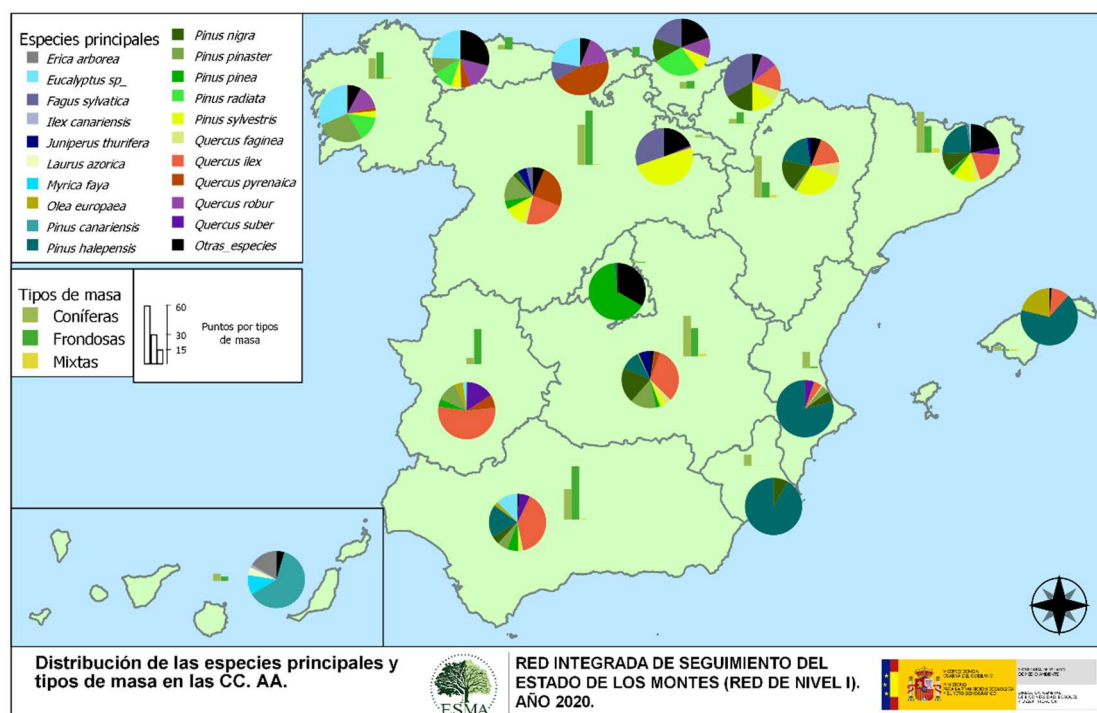 Especies principales
Erica arborea
Eucalyptus sp_
Fagus sylvatica
Ilex canariensis
Juniperus thurifera
Laurus azorica
Myrica faya
Olea europaea
Pinus canariensis
Pinus halepensis
Pinus nigra
Pinus pinaster
Pinus pinea
Pinus radiata
Pinus sylvestris
Quercus faginea
Quercus ilex
Quercus pyrenaica
Quercus robur
Quercus suber
Otras_especies
Tipos de masa
Coníferas
Frondosas
Mixtas
60
30
15
Puntos por tipos
de masa
Distribución de las especies principales y
tipos de masa en las CC. AA.
ESMA
RED INTEGRADA DE SEGUIMIENTO DEL
ESTADO DE LOS MONTES (RED DE NIVEL I).
AÑO 2020.